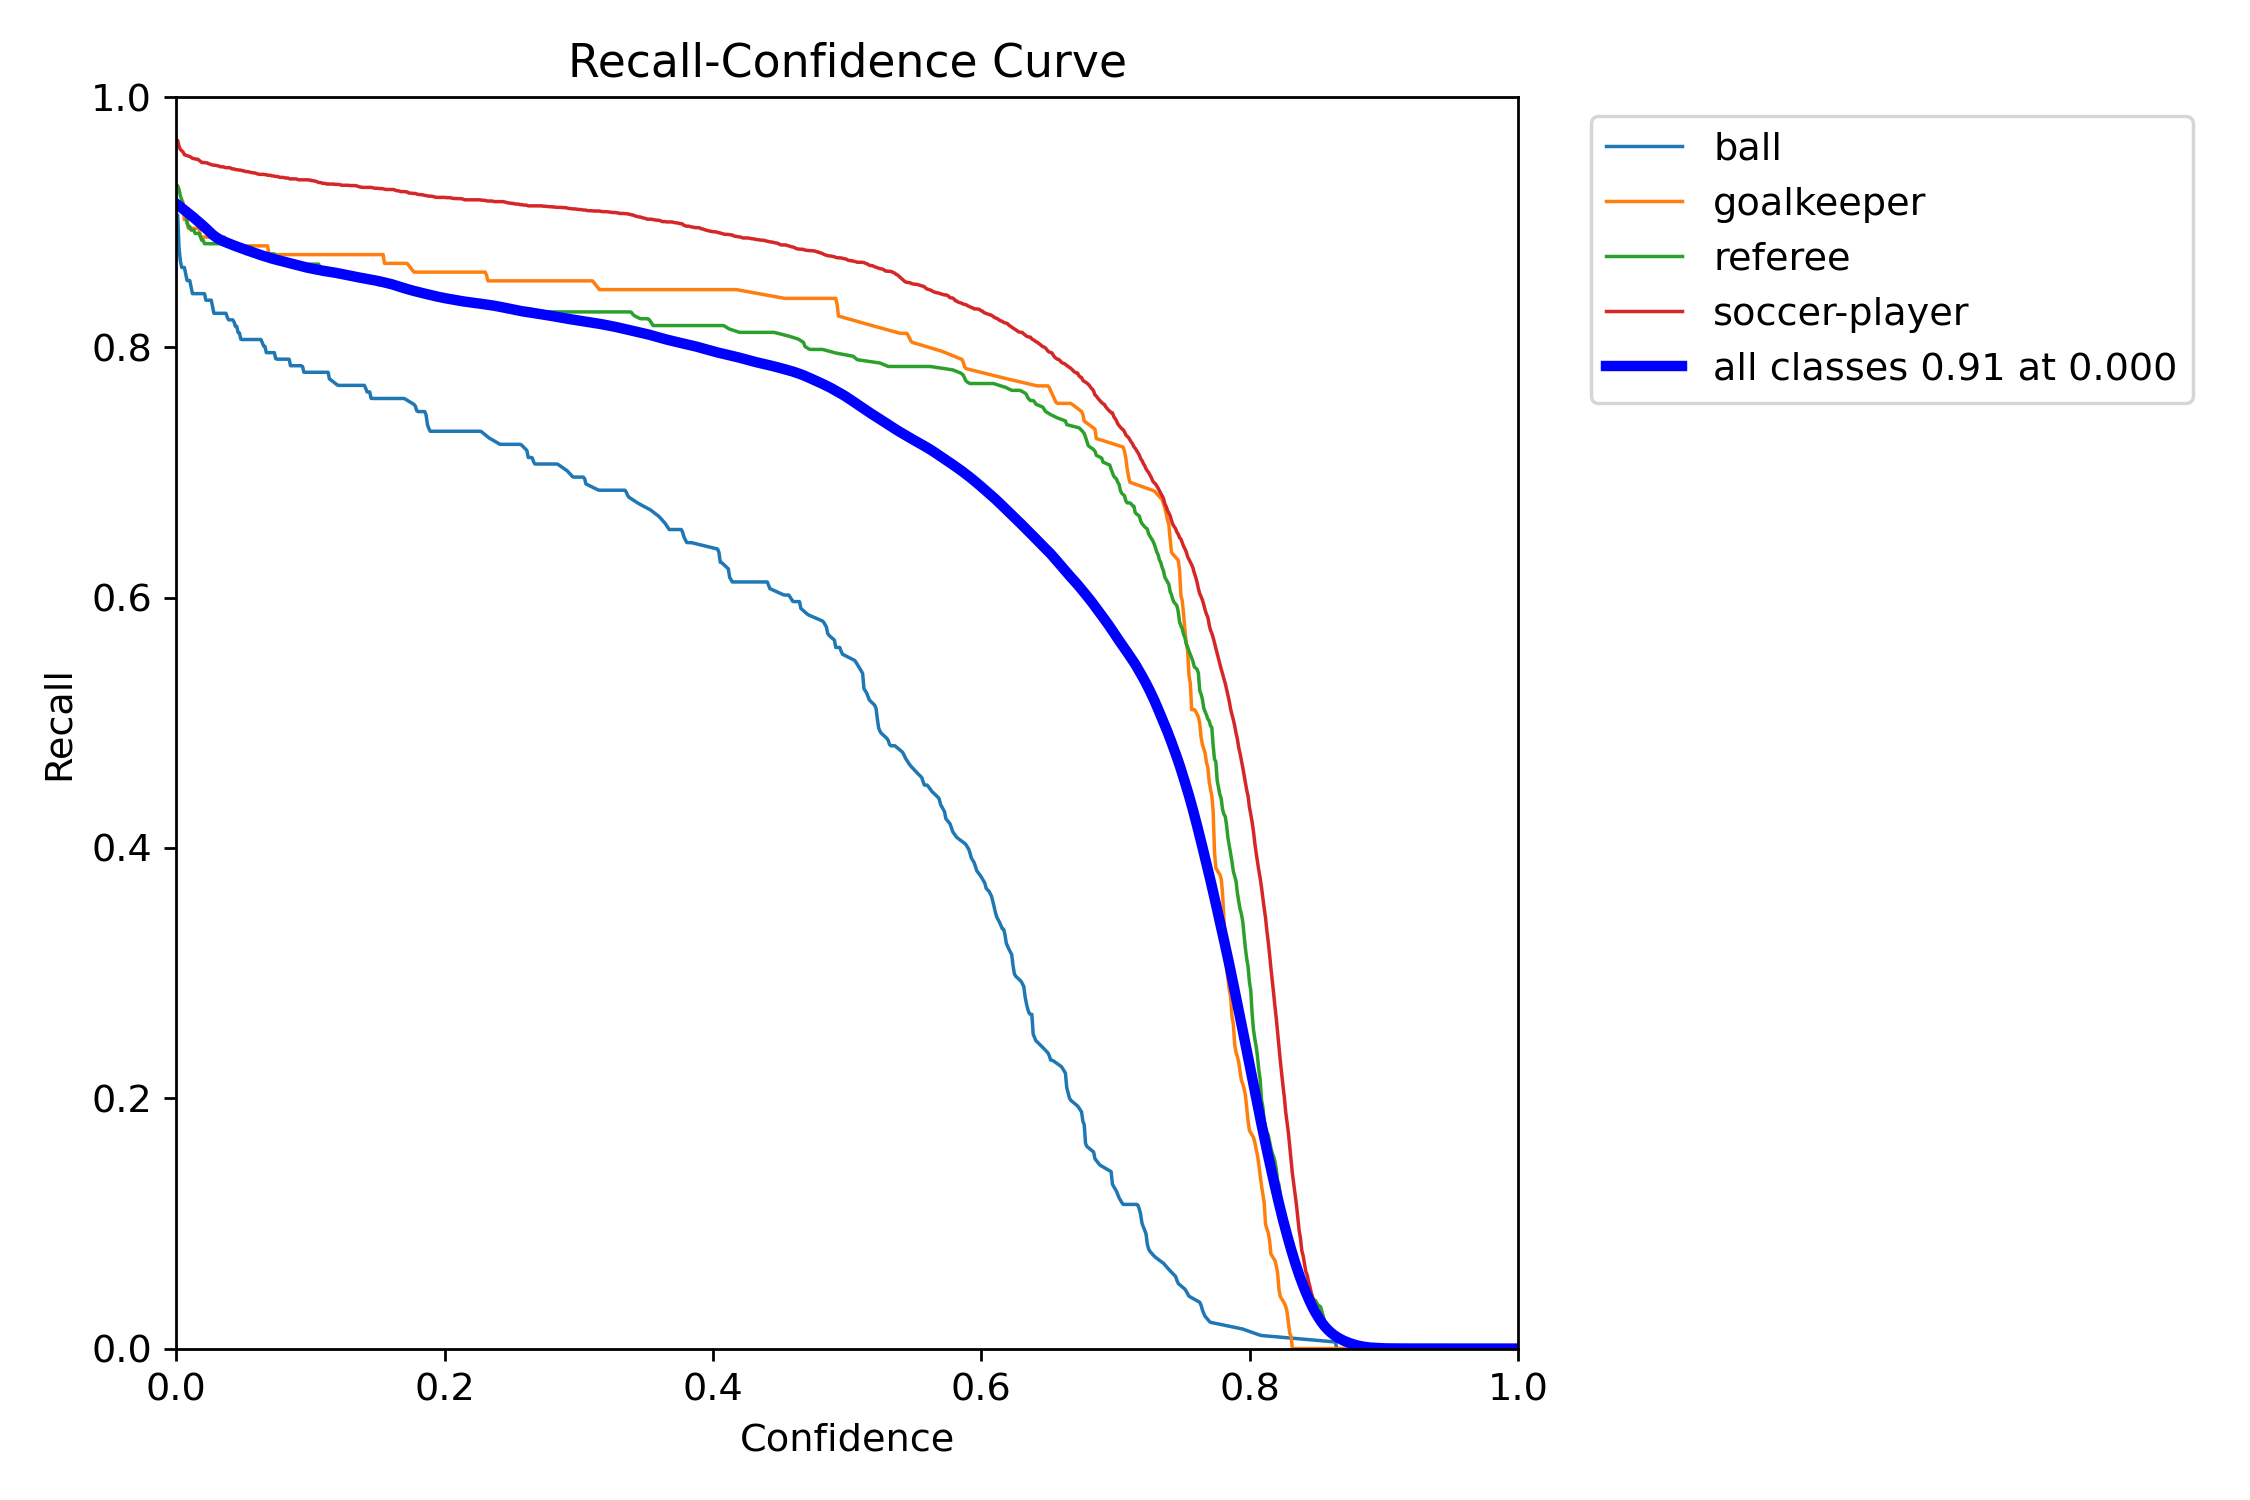 Recall-Confidence Curve
1.0
0.8
0.6
0.4
0.2
0.0
Recall
0.0 0.2 0.4 0.6 0.8 1.0
Confidence
ball
goalkeeper
referee
soccer-player
all classes 0.91 at 0.000